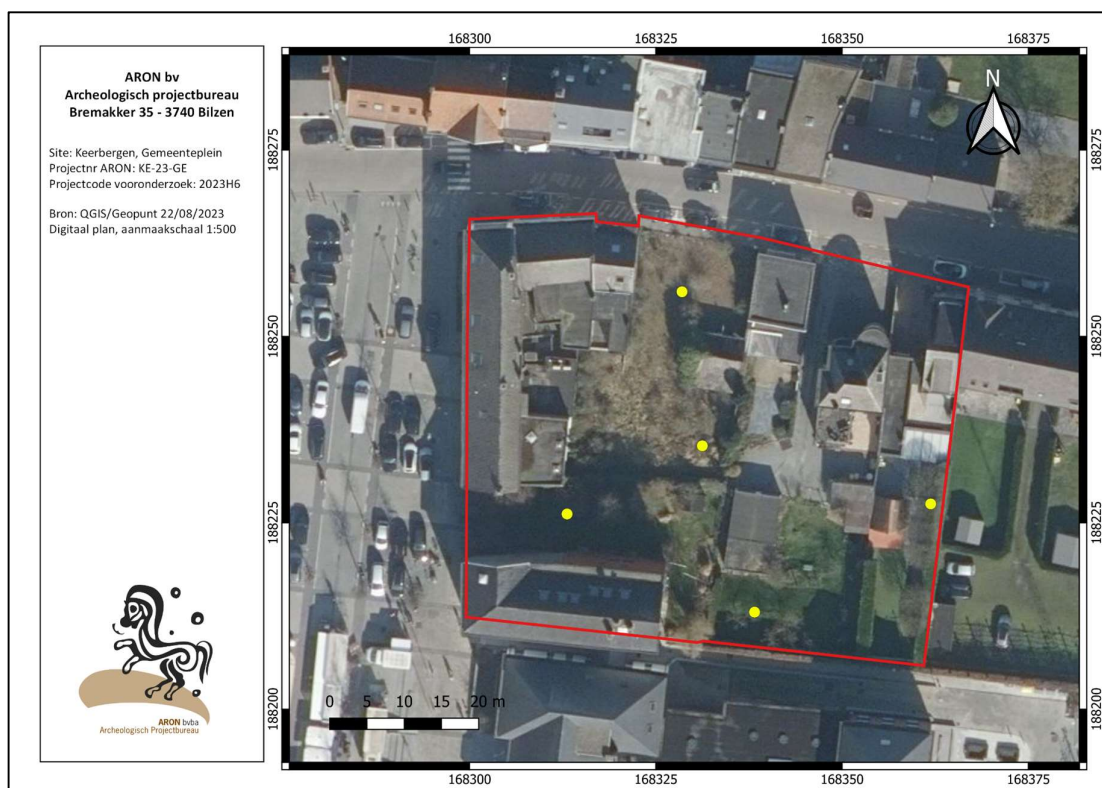 ARON bv
Archeologisch projectbureau
Bremakker 35 - 3740 Bilzen
Site: Keerbergen, Gemeenteplein
Projectnr ARON: KE-23-GE
Projectcode vooronderzoek: 2023H6
Bron: QGIS/Geopunt 22/08/2023
Digitaal plan, aanmaakschaal 1:500
ARON bvba
Archeologisch Projectbureau
168300 168325 168350 168375
N
188275 188275
188250 188250
188225 188225
188200 188200
0 5 10 15 20 m
168300 168325 168350 168375